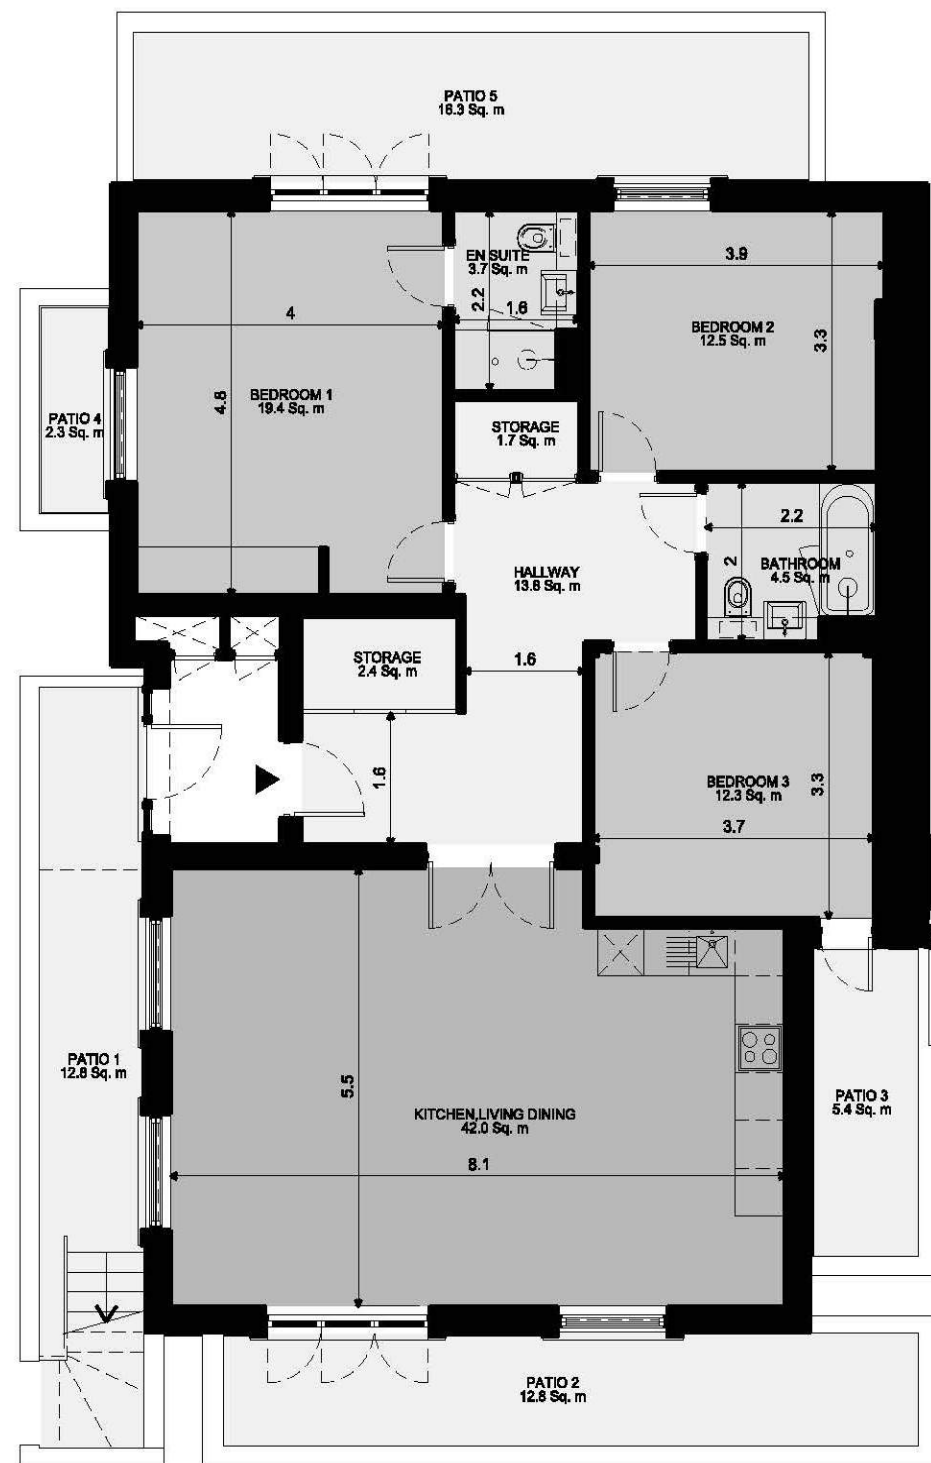 PATIO 5
16.3 Sq. m
EN SUITE
3.7 Sq. m
2.2
1.6
3.9
4
BEDROOM 2
12.5 Sq. m
3.3
4.8
BEDROOM 1
19.4 Sq. m
PATIO 4
2.3 Sq. m
STORAGE
1.7 Sq. m
2.2
2
BATHROOM
4.5 Sq. m
HALLWAY
13.6 Sq. m
STORAGE
2.4 Sq. m
1.6
1.6
BEDROOM 3
12.3 Sq. m
3.3
3.7
PATIO 1
12.8 Sq. m
5.5
KITCHEN,LIVING DINING
42.0 Sq. m
8.1
PATIO 3
5.4 Sq. m
PATIO 2
12.8 Sq. m